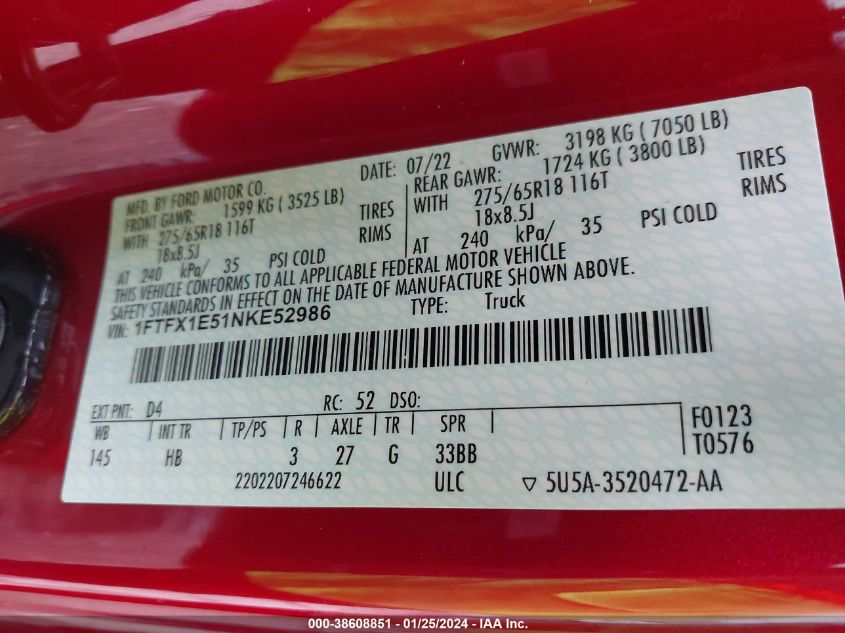 MFD. BY FORD MOTOR CO.
DATE: 07/22 GVWR: 3198 KG ( 7050 LB)
FRONT GAWR: 1599 KG ( 3525 LB)
WITH 275/65R18 116T TIRES
18x8.5J RIMS
AT 240 kPa/ 35 PSI COLD
REAR GAWR: 1724 KG ( 3800 LB)
WITH 275/65R18 116T TIRES
18x8.5J RIMS
AT 240 kPa/ 35 PSI COLD
THIS VEHICLE CONFORMS TO ALL APPLICABLE FEDERAL MOTOR VEHICLE
SAFETY STANDARDS IN EFFECT ON THE DATE OF MANUFACTURE SHOWN ABOVE.
VIN: 1FTFX1E51NKE52986 TYPE: Truck
EXT PNT: D4 RC: 52 DSO:
WB INT TR TP/PS R AXLE TR SPR
145 HB 3 27 G 33BB
F0123
T0576
2202207246622 ULC ▽ 5U5A-3520472-AA
000-38608851 - 01/25/2024 - IAA Inc.